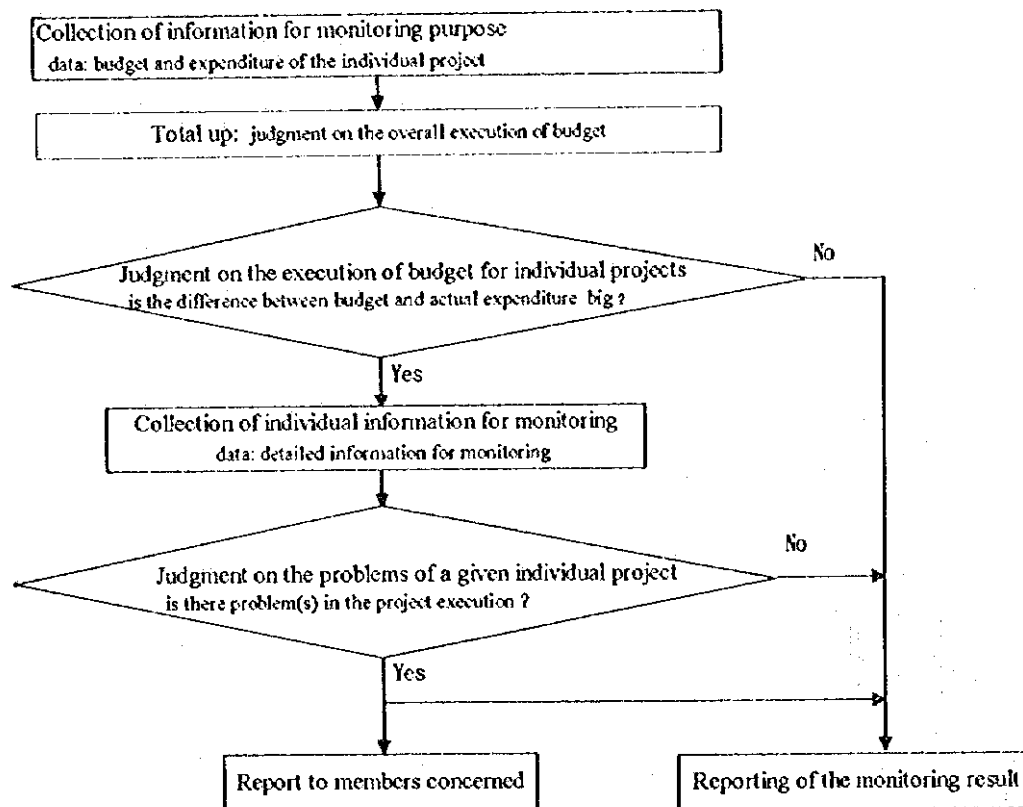 Collection of information for monitoring purpose
data: budget and expenditure of the individual project
Total up: judgment on the overall execution of budget
No
Judgment on the execution of budget for individual projects
is the difference between budget and actual expenditure big ?
Yes
Collection of individual information for monitoring
data: detailed information for monitoring
No
Judgment on the problems of a given individual project
is there problem(s) in the project execution ?
Yes
Report to members concerned
Reporting of the monitoring result